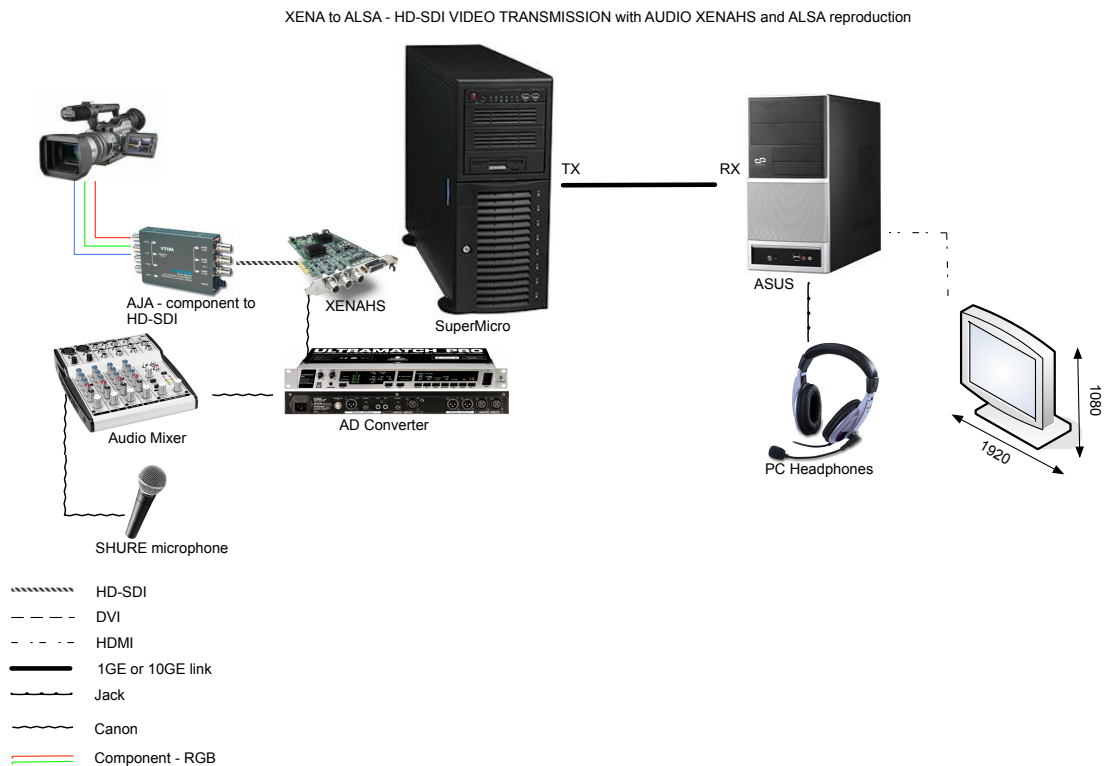 XENA to ALSA - HD-SDI VIDEO TRANSMISSION with AUDIO XENAHS and ALSA reproduction
TX
RX
AJA - component to
HD-SDI
XENAHS
SuperMicro
ASUS
ULTRAMATCH PRO
Audio Mixer
AD Converter
PC Headphones
1080
1920
SHURE microphone
HD-SDI
DVI
HDMI
1GE or 10GE link
Jack
Canon
Component - RGB